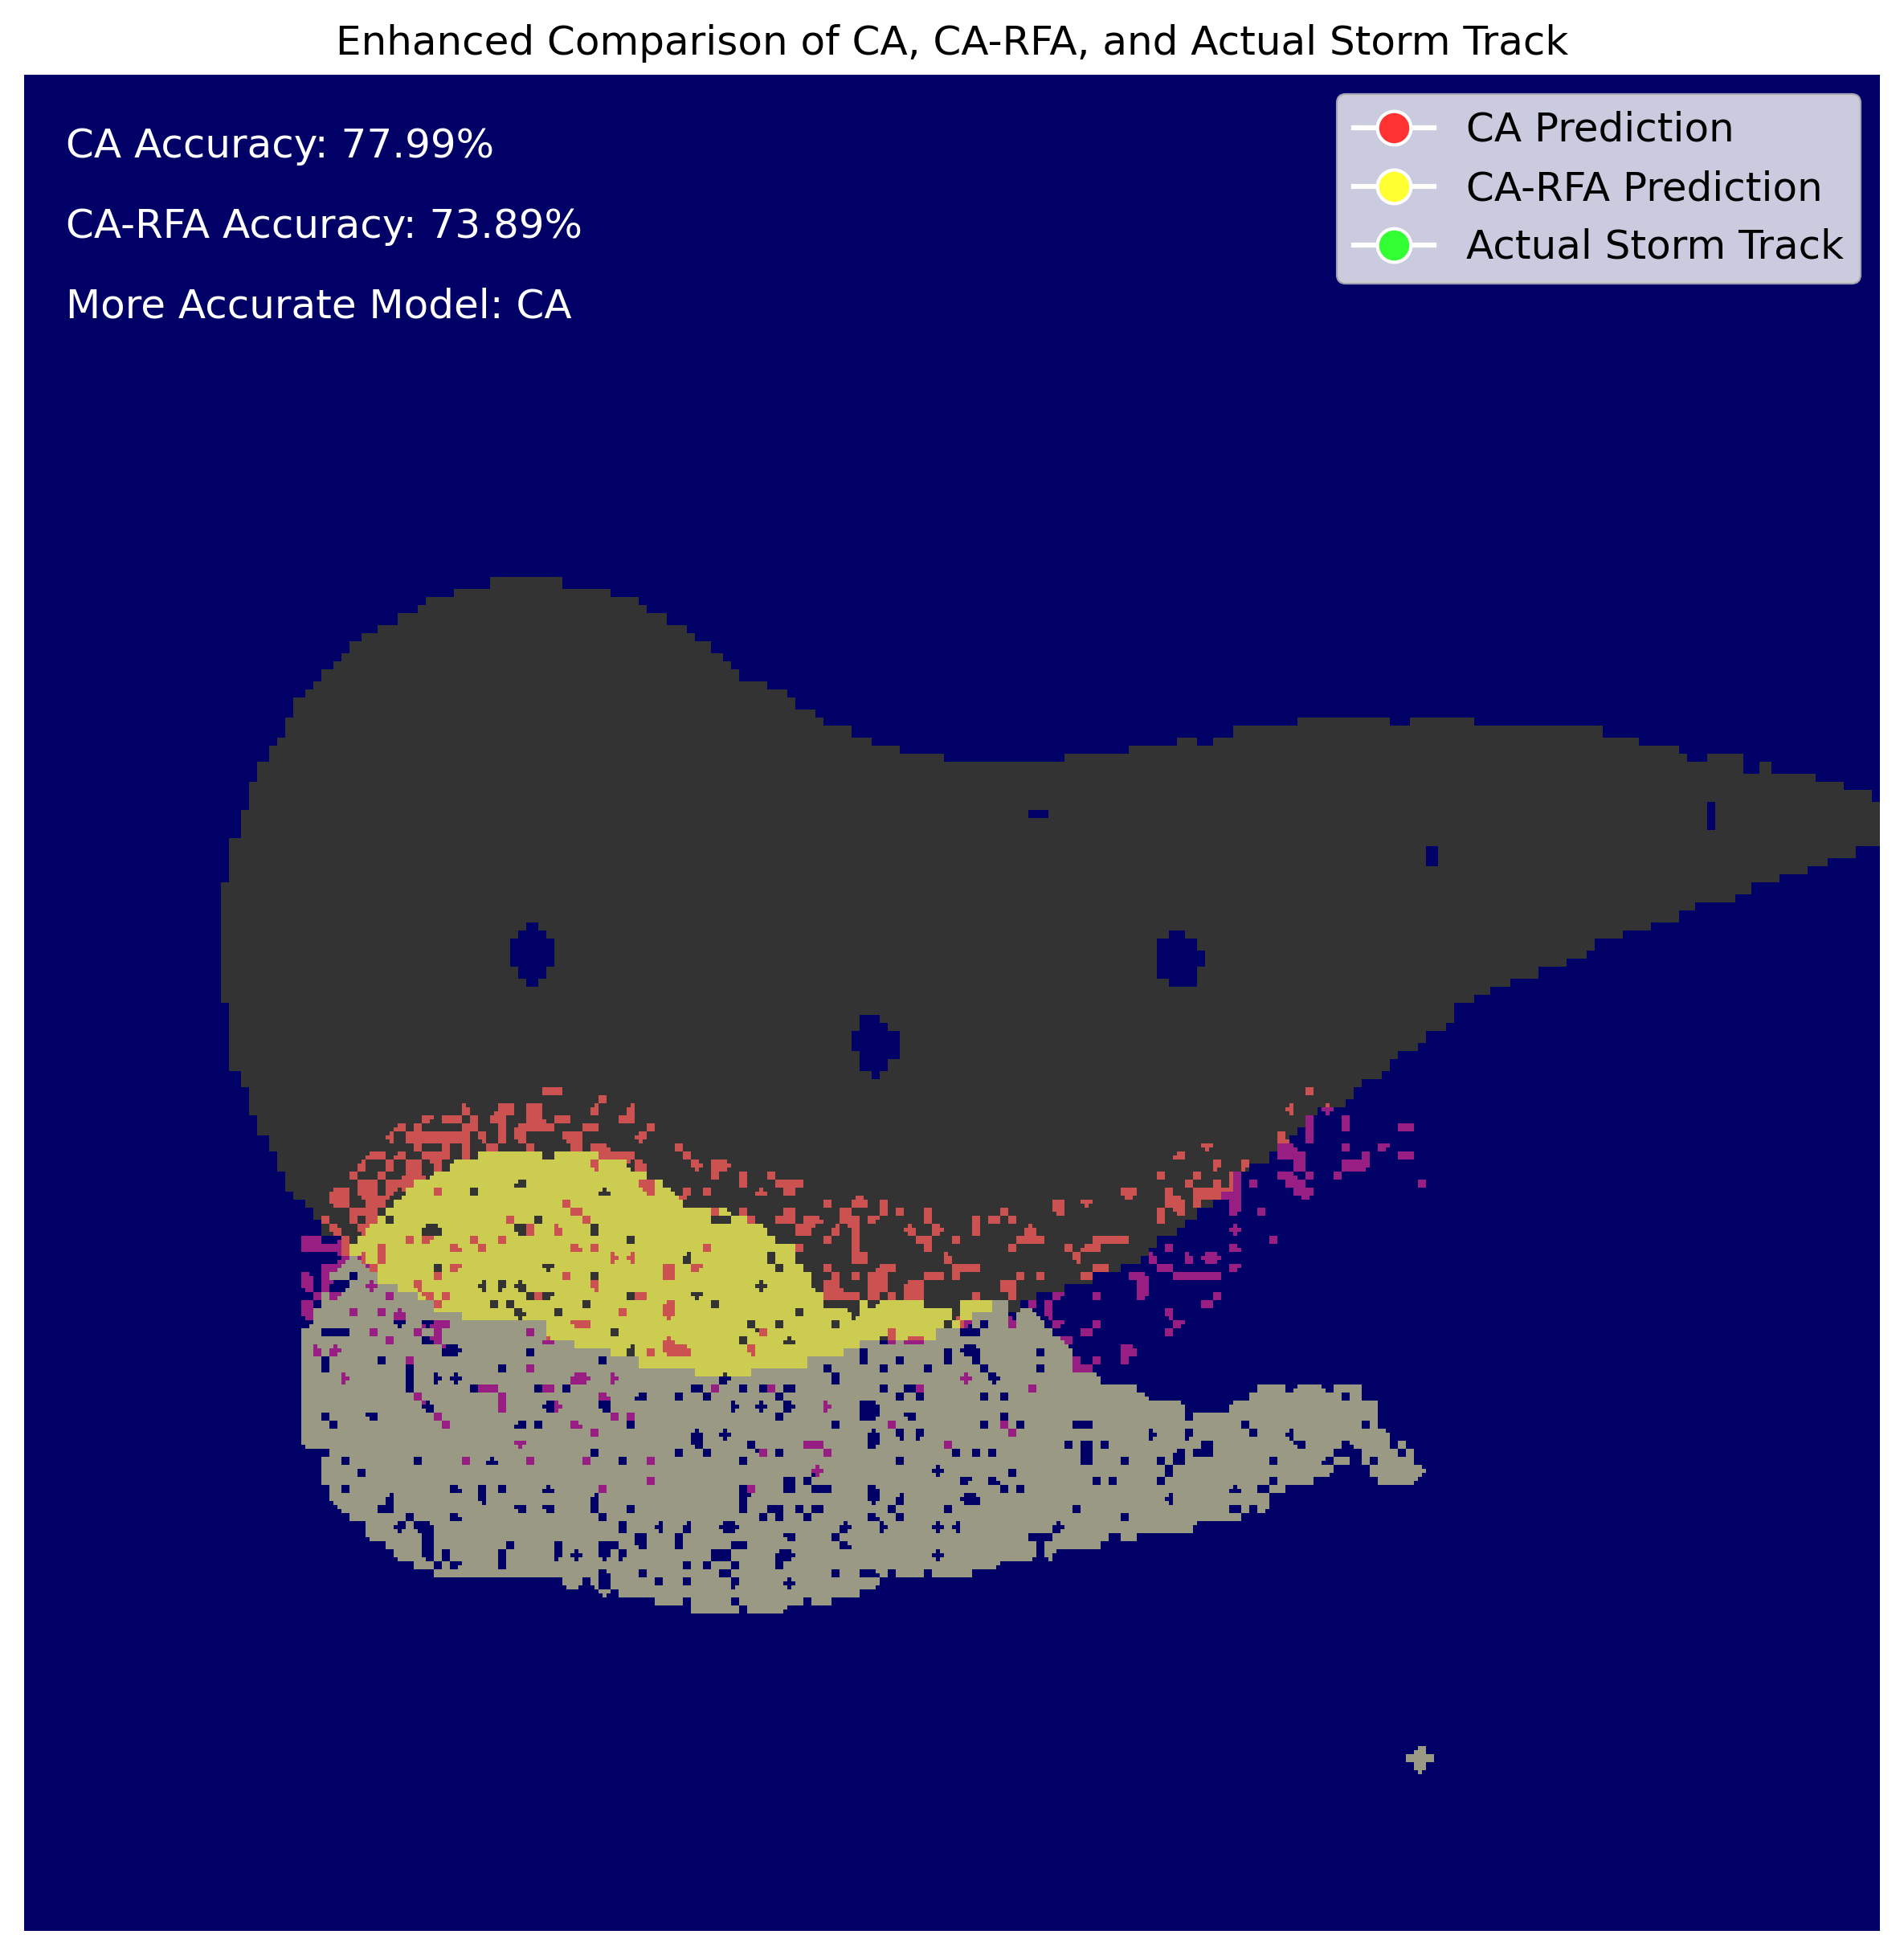 Enhanced Comparison of CA, CA-RFA, and Actual Storm Track
CA Accuracy: 77.99%
CA-RFA Accuracy: 73.89%
More Accurate Model: CA
CA Prediction
CA-RFA Prediction
Actual Storm Track